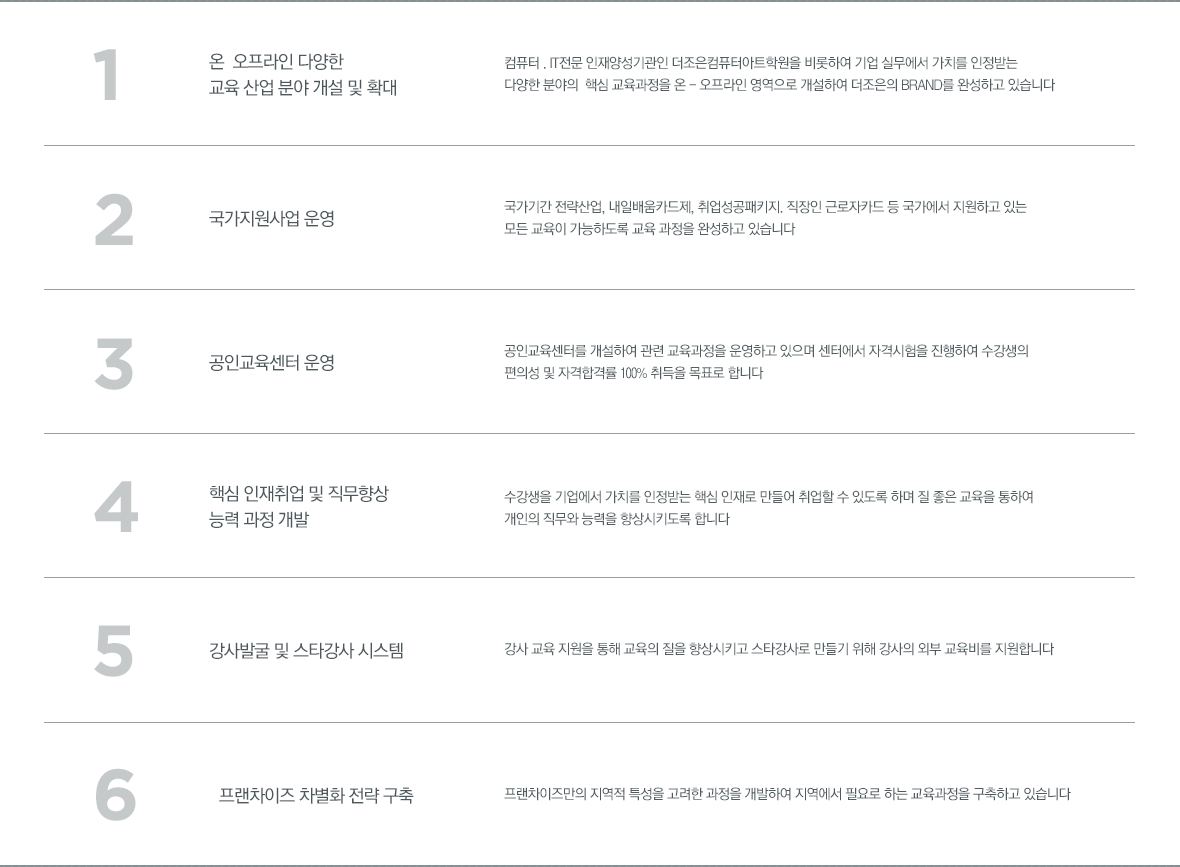 1
온 오프라인 다양한
교육 산업 분야 개설 및 확대
컴퓨터 . IT전문 인재양성기관인 더조은컴퓨터아트학원을 비롯하여 기업 실무에서 가치를 인정받는
다양한 분야의 핵심 교육과정을 온 - 오프라인 영역으로 개설하여 더조은의 BRAND를 완성하고 있습니다
2
국가지원사업 운영
국가기간 전략산업, 내일배움카드제, 취업성공패키지. 직장인 근로자카드 등 국가에서 지원하고 있는
모든 교육이 가능하도록 교육 과정을 완성하고 있습니다
3
공인교육센터 운영
공인교육센터를 개설하여 관련 교육과정을 운영하고 있으며 센터에서 자격시험을 진행하여 수강생의
편의성 및 자격합격률 100% 취득을 목표로 합니다
4
핵심 인재취업 및 직무향상
능력 과정 개발
수강생을 기업에서 가치를 인정받는 핵심 인재로 만들어 취업할 수 있도록 하며 질 좋은 교육을 통하여
개인의 직무와 능력을 향상시키도록 합니다
5
강사발굴 및 스타강사 시스템
강사 교육 지원을 통해 교육의 질을 향상시키고 스타강사로 만들기 위해 강사의 외부 교육비를 지원합니다
6
프랜차이즈 차별화 전략 구축
프랜차이즈만의 지역적 특성을 고려한 과정을 개발하여 지역에서 필요로 하는 교육과정을 구축하고 있습니다